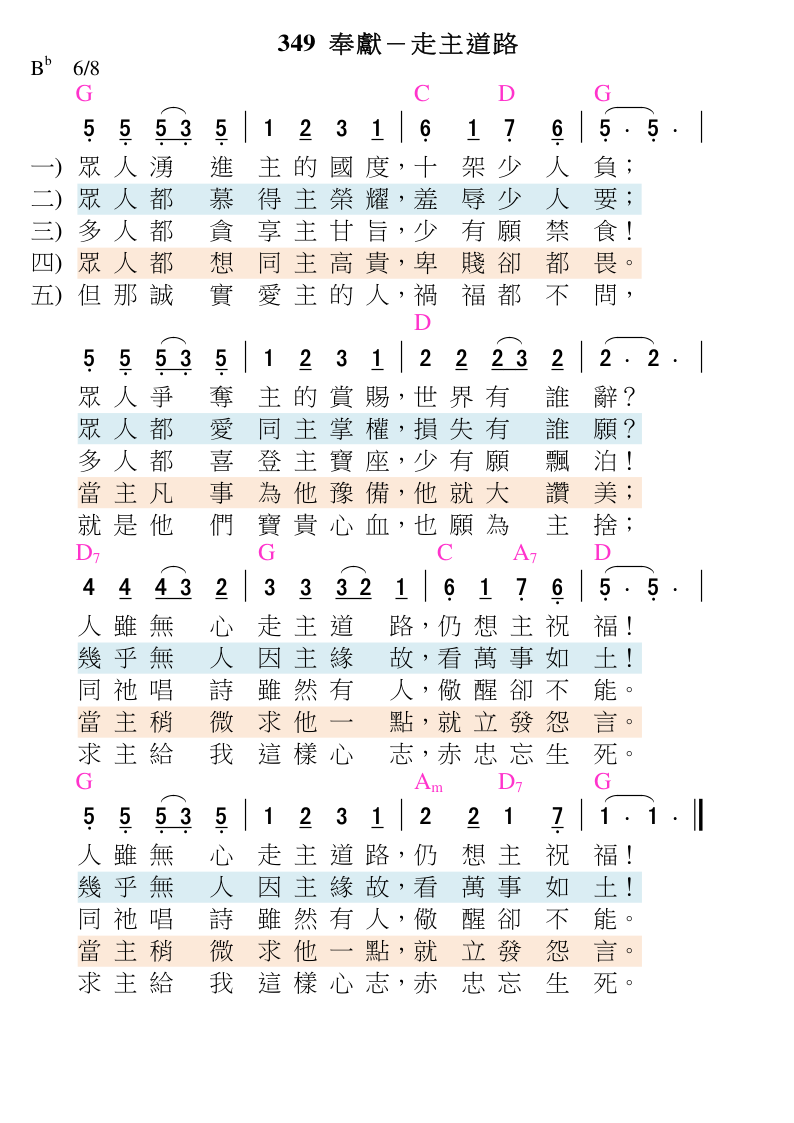 349 奉獻－走主道路
Bb 6/8
G C D G
5 5 5 3 5 | 1 2 3 1 | 6 1 7 6 | 5 · 5 · |
一) 眾人湧進主的國度，十架少人負；
二) 眾人都慕得主榮耀，羞辱少人要；
三) 多人都貪享主甘旨，少有願禁食！
四) 眾人都想同主高貴，卑賤卻都畏。
五) 但那誠實愛主的人，禍福都不問，
D
5 5 5 3 5 | 1 2 3 1 | 2 2 2 3 2 | 2 · 2 · |
眾人爭奪主的賞賜，世界有誰辭？
眾人都愛同主掌權，損失有誰願？
多人都喜登主寶座，少有願飄泊！
當主凡事為他豫備，他就大讚美；
就是他們寶貴心血，也願為主捨；
D7 G C A7 D
4 4 4 3 2 | 3 3 3 2 1 | 6 1 7 6 | 5 · 5 · |
人雖無心走主道路，仍想主祝福！
幾乎無人因主緣故，看萬事如土！
同祂唱詩雖然有人，儆醒卻不能。
當主稍微求他一點，就立發怨言。
求主給我這樣心志，赤忠忘生死。
G Am D7 G
5 5 5 3 5 | 1 2 3 1 | 2 2 1 7 | 1 · 1 · ‖
人雖無心走主道路，仍想主祝福！
幾乎無人因主緣故，看萬事如土！
同祂唱詩雖然有人，儆醒卻不能。
當主稍微求他一點，就立發怨言。
求主給我這樣心志，赤忠忘生死。